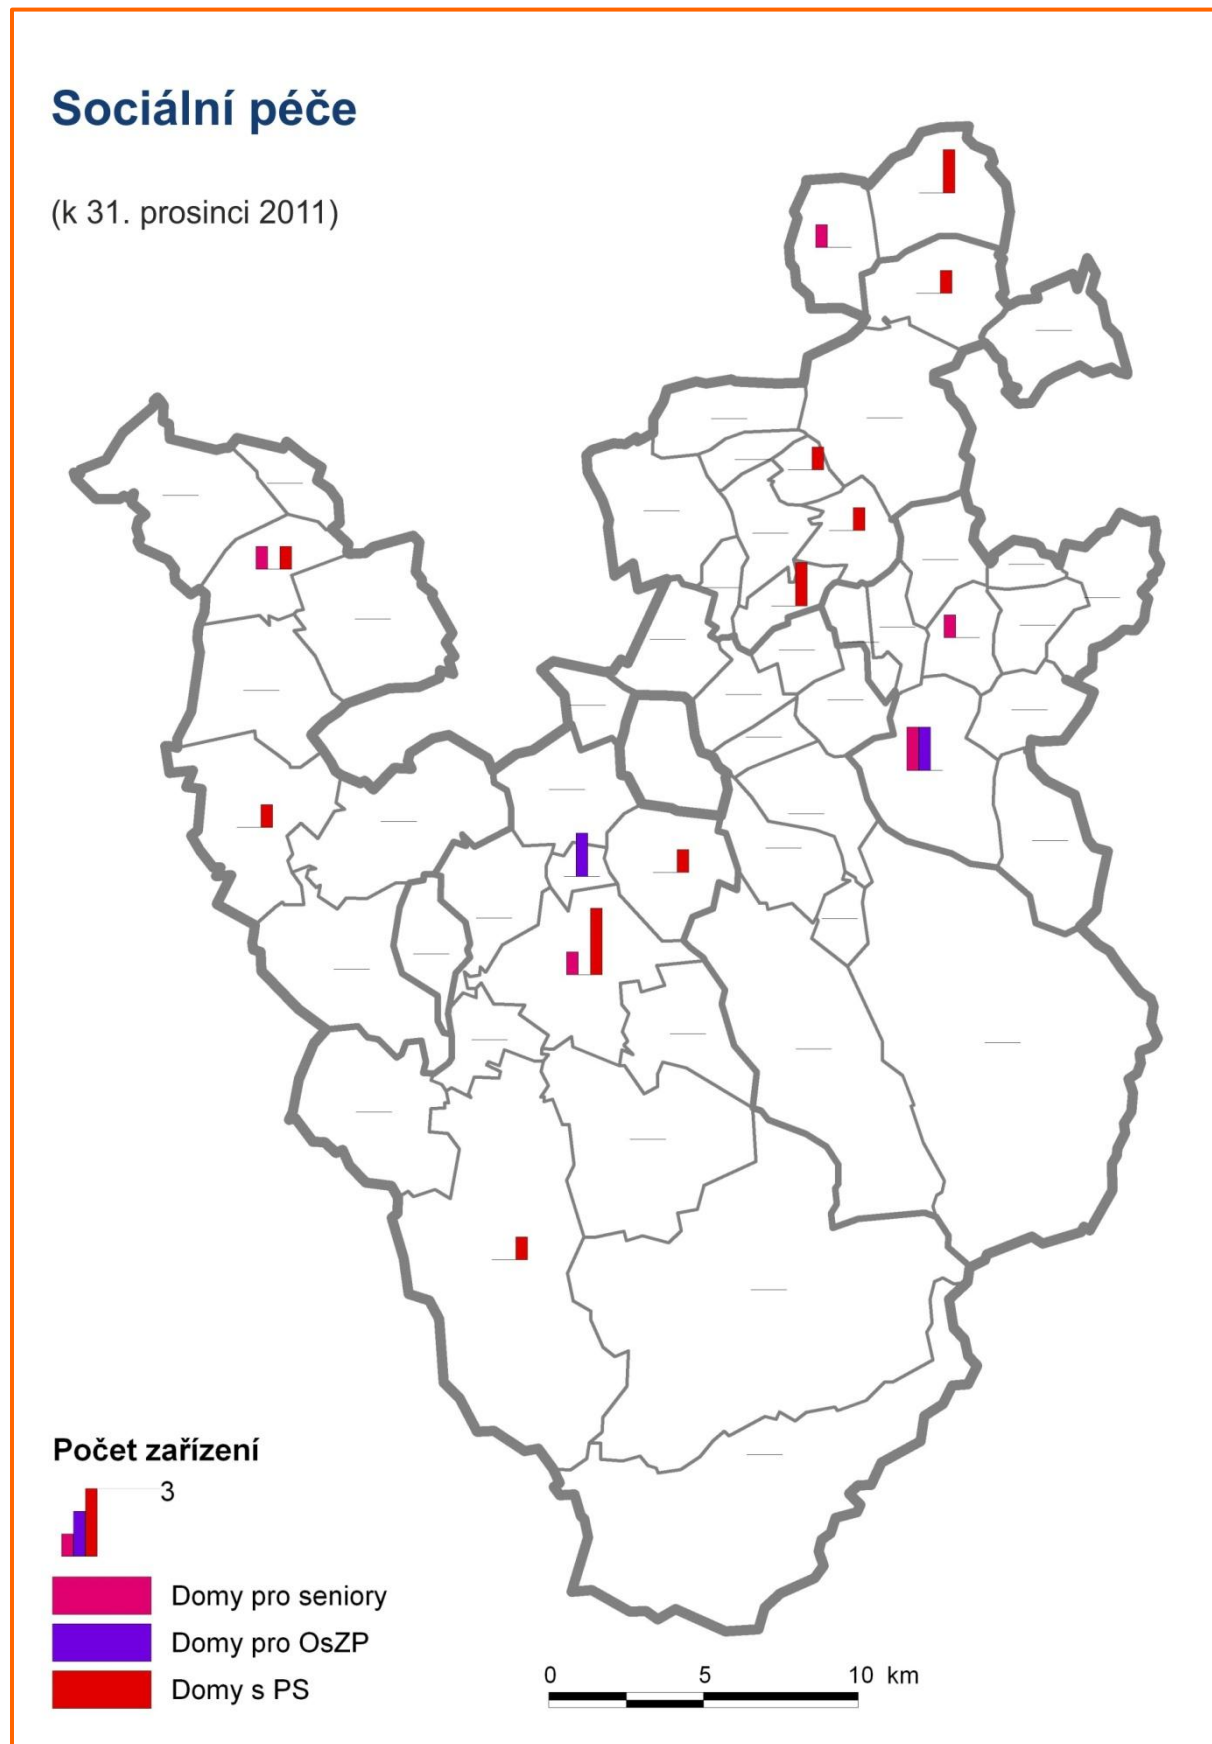 Sociální péče
(k 31. prosinci 2011)
Počet zařízení
3
Domy pro seniory
Domy pro OsZP
Domy s PS
0 5 10 km